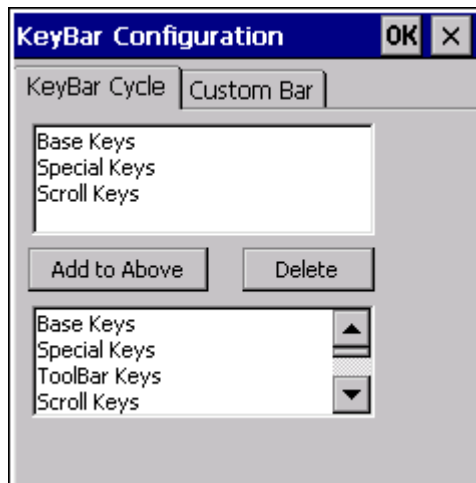 KeyBar Configuration OK ×
KeyBar Cycle Custom Bar
Base Keys
Special Keys
Scroll Keys
Add to Above Delete
Base Keys
Special Keys
ToolBar Keys
Scroll Keys